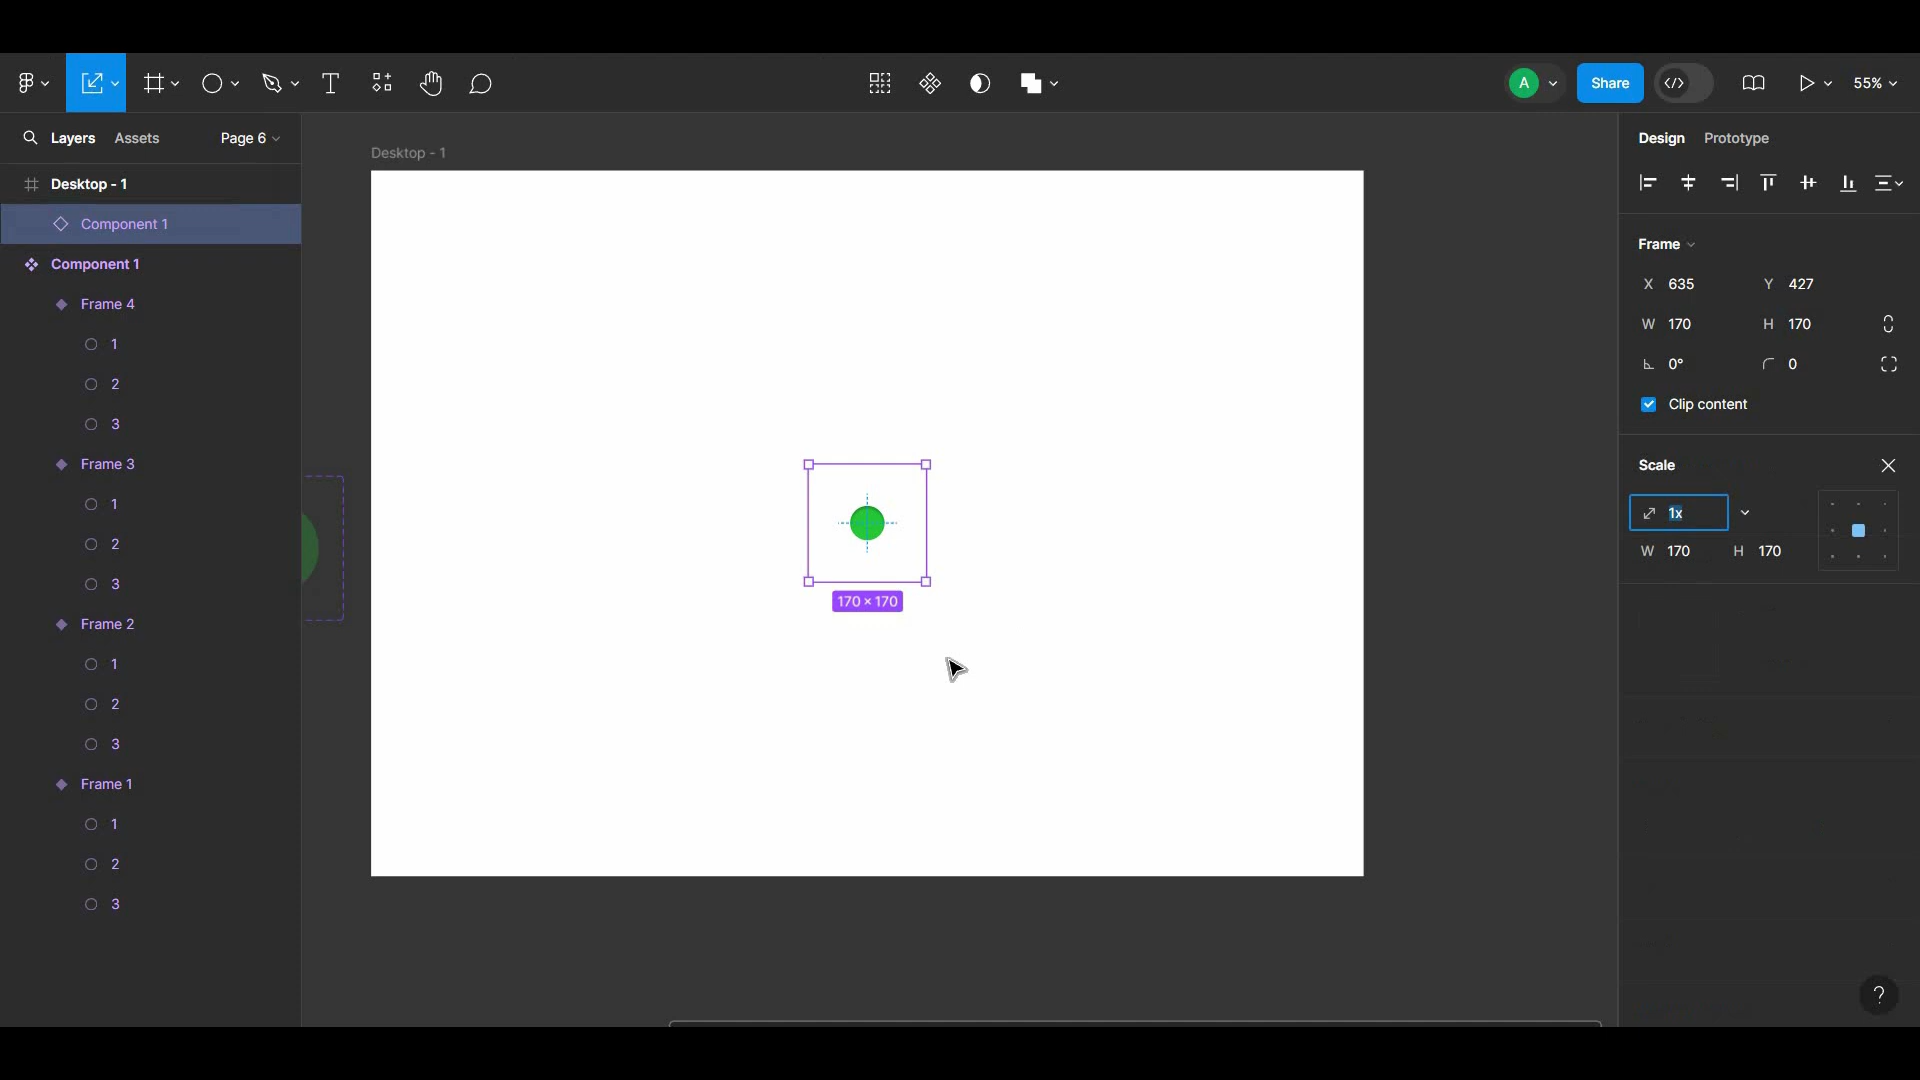 A
Share
55%
Layers
Assets
Page 6
Desktop - 1
Component 1
Component 1
Frame 4
1
2
3
Frame 3
1
2
3
Frame 2
1
2
3
Frame 1
1
2
3
Desktop - 1
170 × 170
Design
Prototype
Frame
X 635 Y 427
W 170 H 170
0° 0
Clip content
Scale
1x
W 170 H 170
?